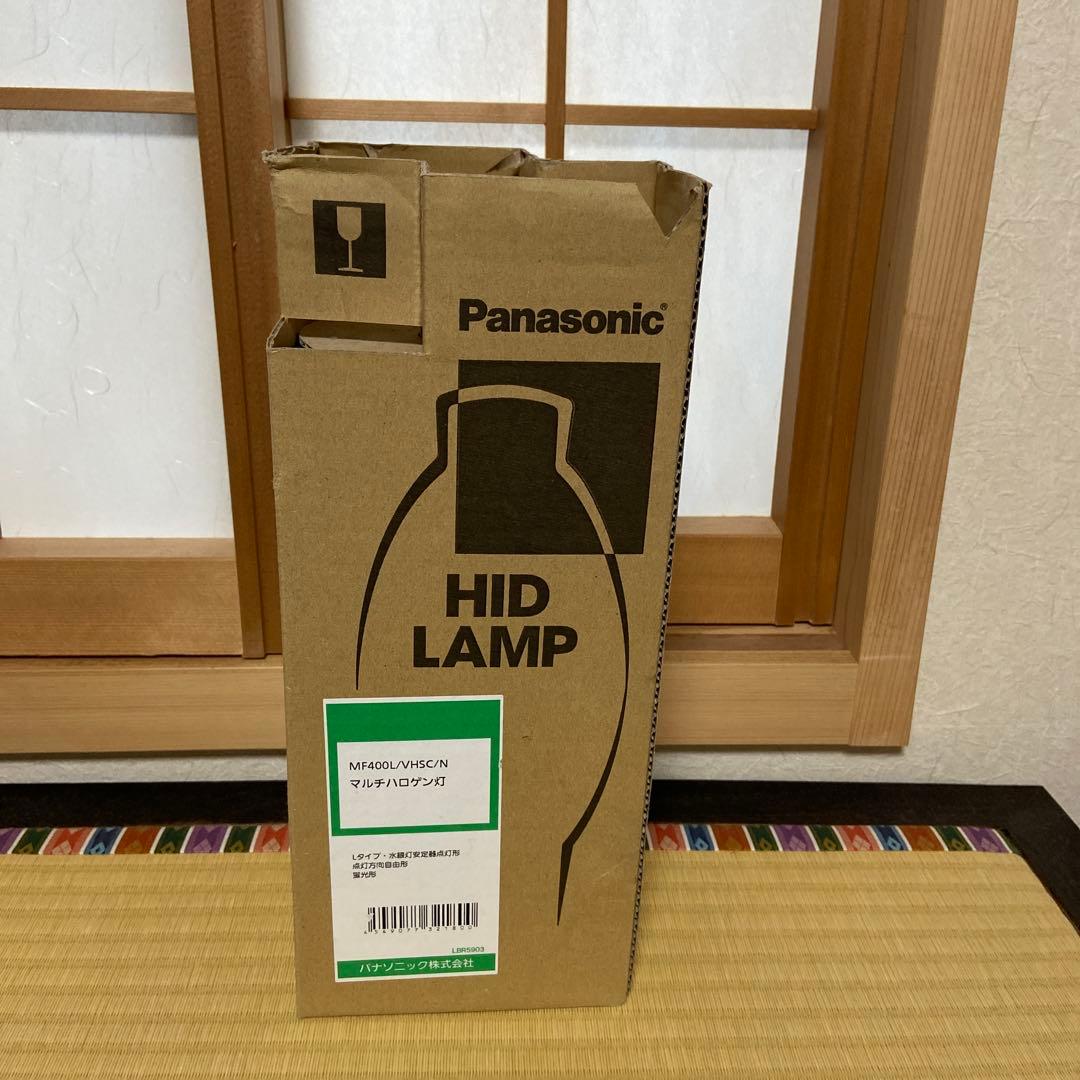 Panasonic®
HID
LAMP
MF400L/VHSC/N
マルチハロゲン灯
Lタイプ・水銀灯安定器点灯形
点灯方向自由形
蛍光形
4549077321800
LBR5903
パナソニック株式会社